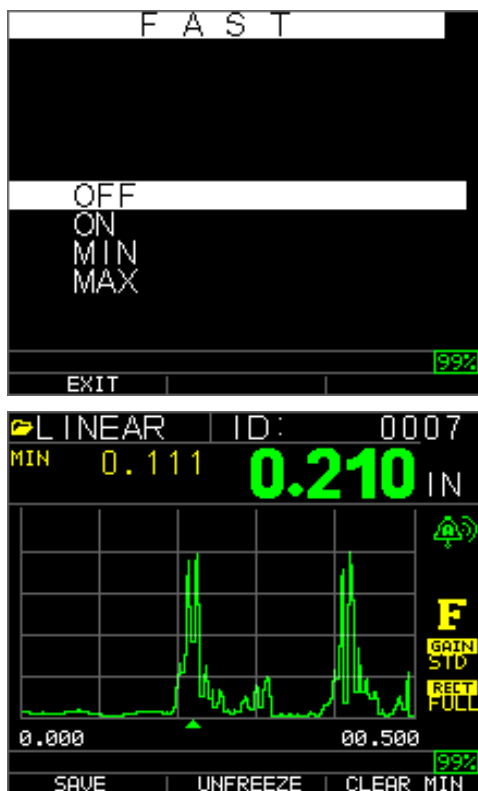 F A S T
OFF
ON
MIN
MAX
99%
EXIT
LINEAR ID: 0007
MIN 0.111 0.210 IN
F
GAIN
STD
RECT
FULL
0.000 00.500
99%
SAVE UNFREEZE CLEAR MIN